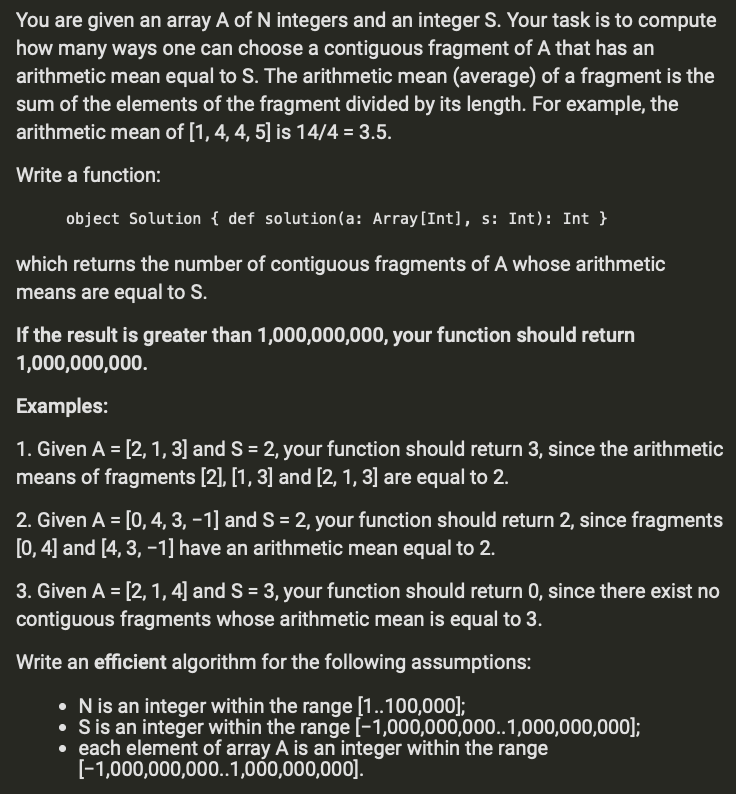 You are given an array A of N integers and an integer S. Your task is to compute
how many ways one can choose a contiguous fragment of A that has an
arithmetic mean equal to S. The arithmetic mean (average) of a fragment is the
sum of the elements of the fragment divided by its length. For example, the
arithmetic mean of [1, 4, 4, 5] is 14/4 = 3.5.
Write a function:
object Solution { def solution(a: Array[Int], s: Int): Int }
which returns the number of contiguous fragments of A whose arithmetic
means are equal to S.
If the result is greater than 1,000,000,000, your function should return
1,000,000,000.
Examples:
1. Given A = [2, 1, 3] and S = 2, your function should return 3, since the arithmetic
means of fragments [2], [1, 3] and [2, 1, 3] are equal to 2.
2. Given A = [0, 4, 3, −1] and S = 2, your function should return 2, since fragments
[0, 4] and [4, 3, −1] have an arithmetic mean equal to 2.
3. Given A = [2, 1, 4] and S = 3, your function should return 0, since there exist no
contiguous fragments whose arithmetic mean is equal to 3.
Write an efficient algorithm for the following assumptions:
• N is an integer within the range [1..100,000];
• S is an integer within the range [−1,000,000,000..1,000,000,000];
• each element of array A is an integer within the range
[−1,000,000,000..1,000,000,000].